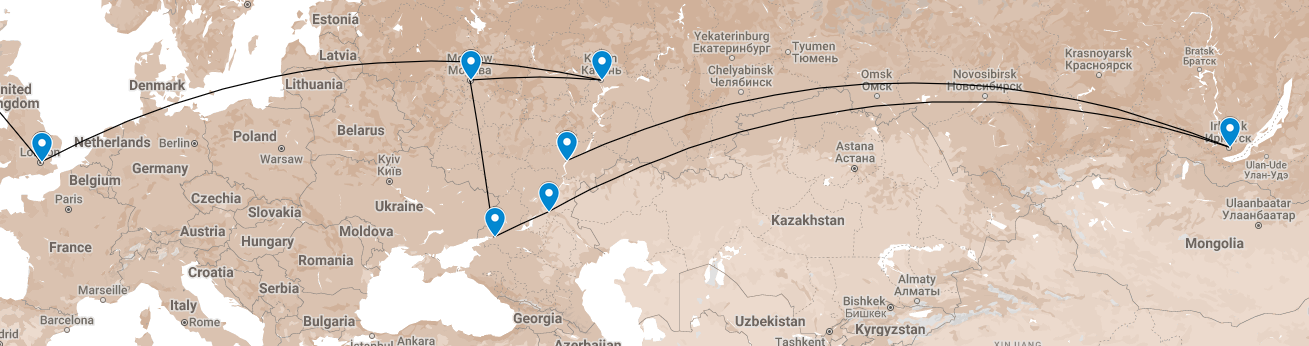 Estonia
Latvia
Lithuania
Denmark
Москва
Казань
Yekaterinburg
Екатеринбург
Tyumen
Тюмень
Chelyabinsk
Челябинск
Omsk
Омск
Novosibirsk
Новосибирск
Krasnoyarsk
Красноярск
Bratsk
Братск
Ulan-Ude
Улан-Удэ
Ulaanbaatar
Улаанбаатар
Mongolia
Netherlands
Berlin
Poland
Warsaw
Belarus
Germany
Belgium
Paris
Kyiv
Київ
Czechia
Ukraine
Slovakia
Austria
Hungary
Moldova
France
Romania
Croatia
Serbia
Marseille
Italy
Rome
Barcelona
Bulgaria
Ankara
Georgia
Azerbaijan
Astana
Астана
Kazakhstan
Almaty
Алматы
Bishkek
Бишкек
Kyrgyzstan
Uzbekistan
Tashkent